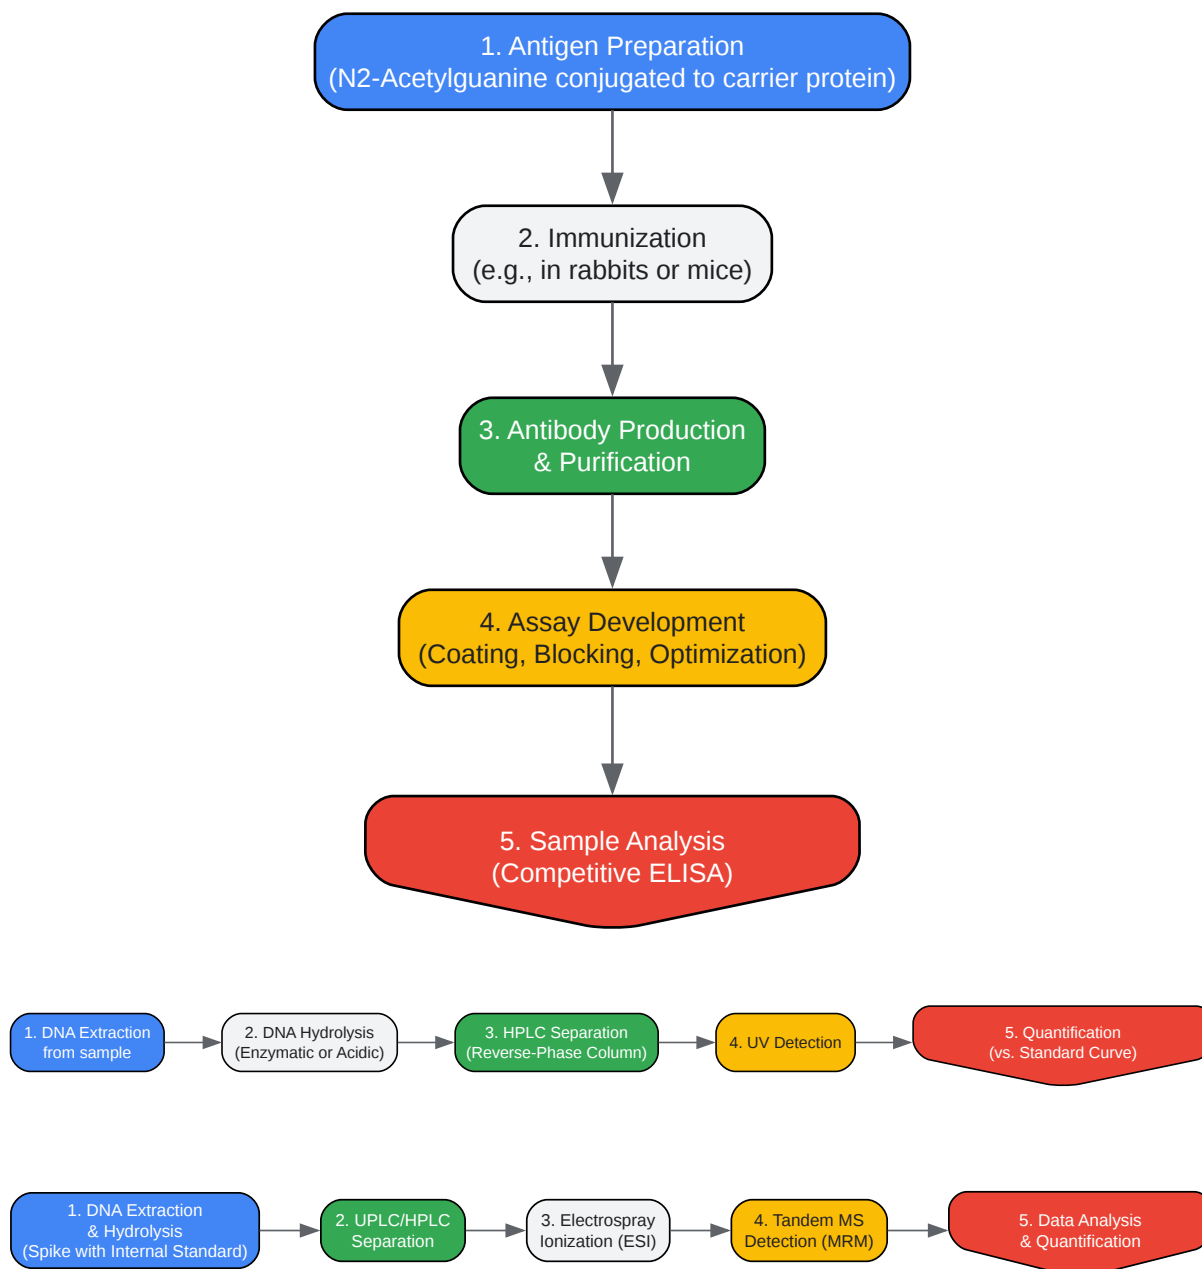 1. Antigen Preparation
(N2-Acetylguanine conjugated to carrier protein)
2. Immunization
(e.g., in rabbits or mice)
3. Antibody Production
& Purification
4. Assay Development
(Coating, Blocking, Optimization)
5. Sample Analysis
(Competitive ELISA)
1. DNA Extraction
from sample
2. DNA Hydrolysis
(Enzymatic or Acidic)
3. HPLC Separation
(Reverse-Phase Column)
4. UV Detection
5. Quantification
(vs. Standard Curve)
1. DNA Extraction
& Hydrolysis
(Spike with Internal Standard)
2. UPLC/HPLC
Separation
3. Electrospray
Ionization (ESI)
4. Tandem MS
Detection (MRM)
5. Data Analysis
& Quantification